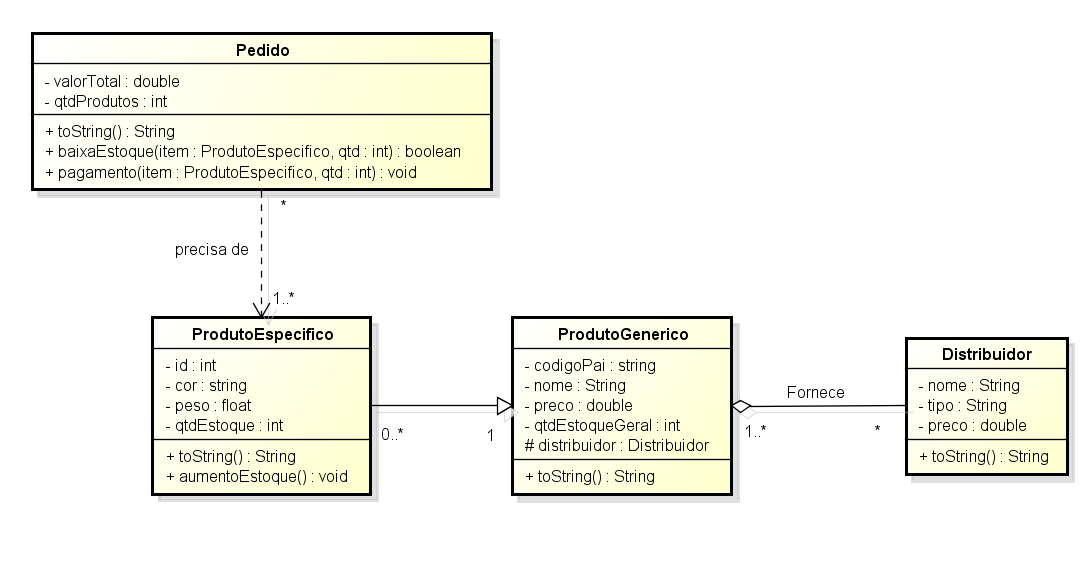 Pedido
- valorTotal : double
- qtdProdutos : int
+ toString() : String
+ baixaEstoque(item : ProdutoEspecifico, qtd : int) : boolean
+ pagamento(item : ProdutoEspecifico, qtd : int) : void
*
precisa de
1..*
ProdutoEspecifico
- id : int
- cor : string
- peso : float
- qtdEstoque : int
+ toString() : String
+ aumentoEstoque() : void
0..*
1
ProdutoGenerico
- codigoPai : string
- nome : String
- preco : double
- qtdEstoqueGeral : int
# distribuidor : Distribuidor
+ toString() : String
Fornece
1..*
*
Distribuidor
- nome : String
- tipo : String
- preco : double
+ toString() : String